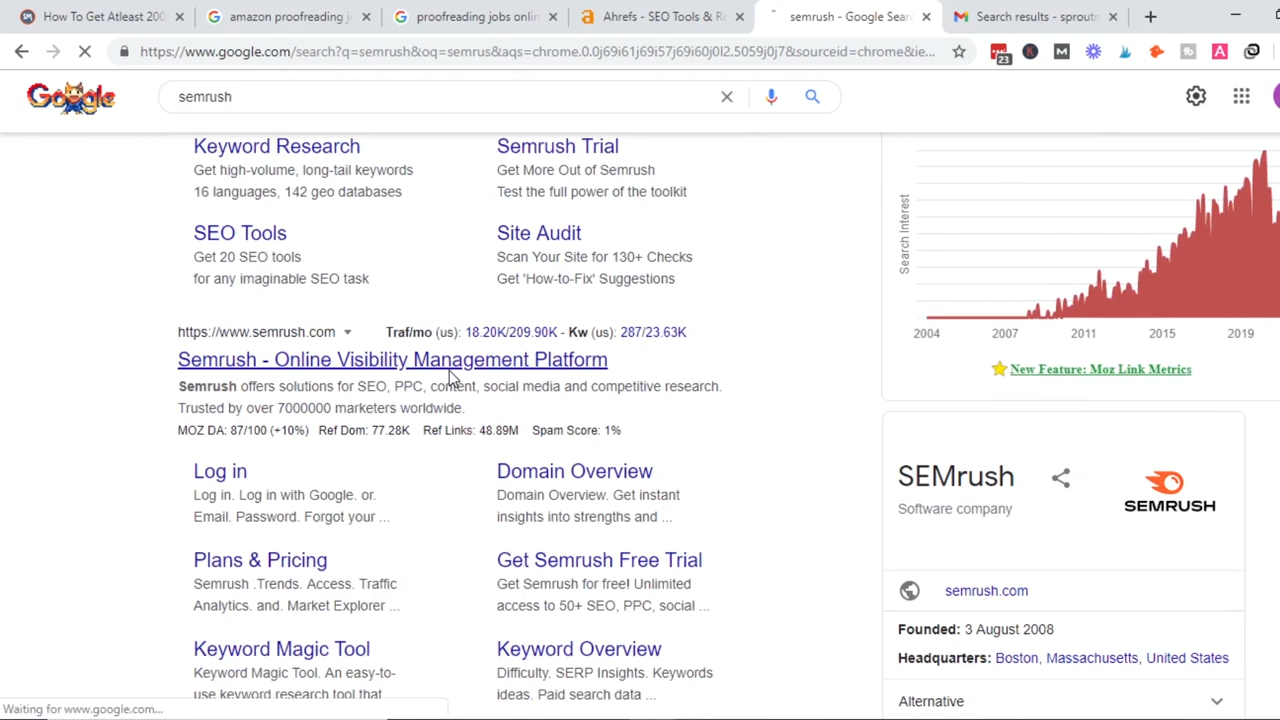 How To Get Atleast 200
amazon proofreading j
proofreading jobs onlin
Ahrefs - SEO Tools & Re
semrush - Google Sear
Search results - sproutm
https://www.google.com/search?q=semrush&oq=semrus&aqs=chrome.0.0j69i61j69i57j69i60j0l2.5059j0j7&sourceid=chrome&ie...
23
Google
semrush
Keyword Research
Get high-volume, long-tail keywords
16 languages, 142 geo databases
Semrush Trial
Get More Out of Semrush
Test the full power of the toolkit
SEO Tools
Get 20 SEO tools
for any imaginable SEO task
Site Audit
Scan Your Site for 130+ Checks
Get 'How-to-Fix' Suggestions
https://www.semrush.com
Traf/mo (us): 18.20K/209.90K - Kw (us): 287/23.63K
Semrush - Online Visibility Management Platform
Semrush offers solutions for SEO, PPC, content, social media and competitive research.
Trusted by over 7000000 marketers worldwide.
MOZ DA: 87/100 (+10%) Ref Dom: 77.28K Ref Links: 48.89M Spam Score: 1%
Log in
Log in. Log in with Google. or.
Email. Password. Forgot your ...
Domain Overview
Domain Overview. Get instant
insights into strengths and ...
Plans & Pricing
Semrush .Trends. Access. Traffic
Analytics. and. Market Explorer ...
Get Semrush Free Trial
Get Semrush for free! Unlimited
access to 50+ SEO, PPC, social ...
Keyword Magic Tool
Keyword Magic Tool. An easy-to-
use keyword research tool that
Keyword Overview
Difficulty. SERP Insights. Keywords
ideas. Paid search data ...
Search Interest
2004 2007 2011 2015 2019
New Feature: Moz Link Metrics
SEMrush
Software company
SEMRUSH
semrush.com
Founded: 3 August 2008
Headquarters: Boston, Massachusetts, United States
Alternative
Waiting for www.google.com...